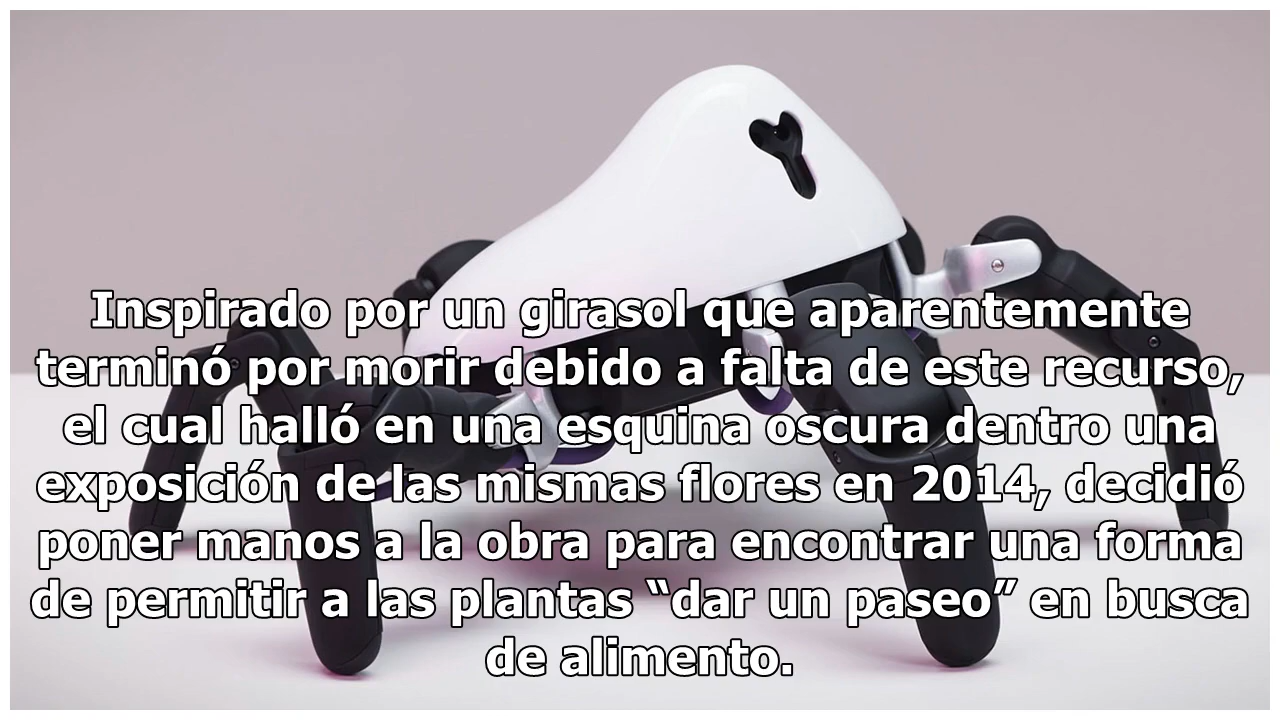 Inspirado por un girasol que aparentemente
terminó por morir debido a falta de este recurso,
el cual halló en una esquina oscura dentro una
exposición de las mismas flores en 2014, decidió
poner manos a la obra para encontrar una forma
de permitir a las plantas “dar un paseo” en busca
de alimento.